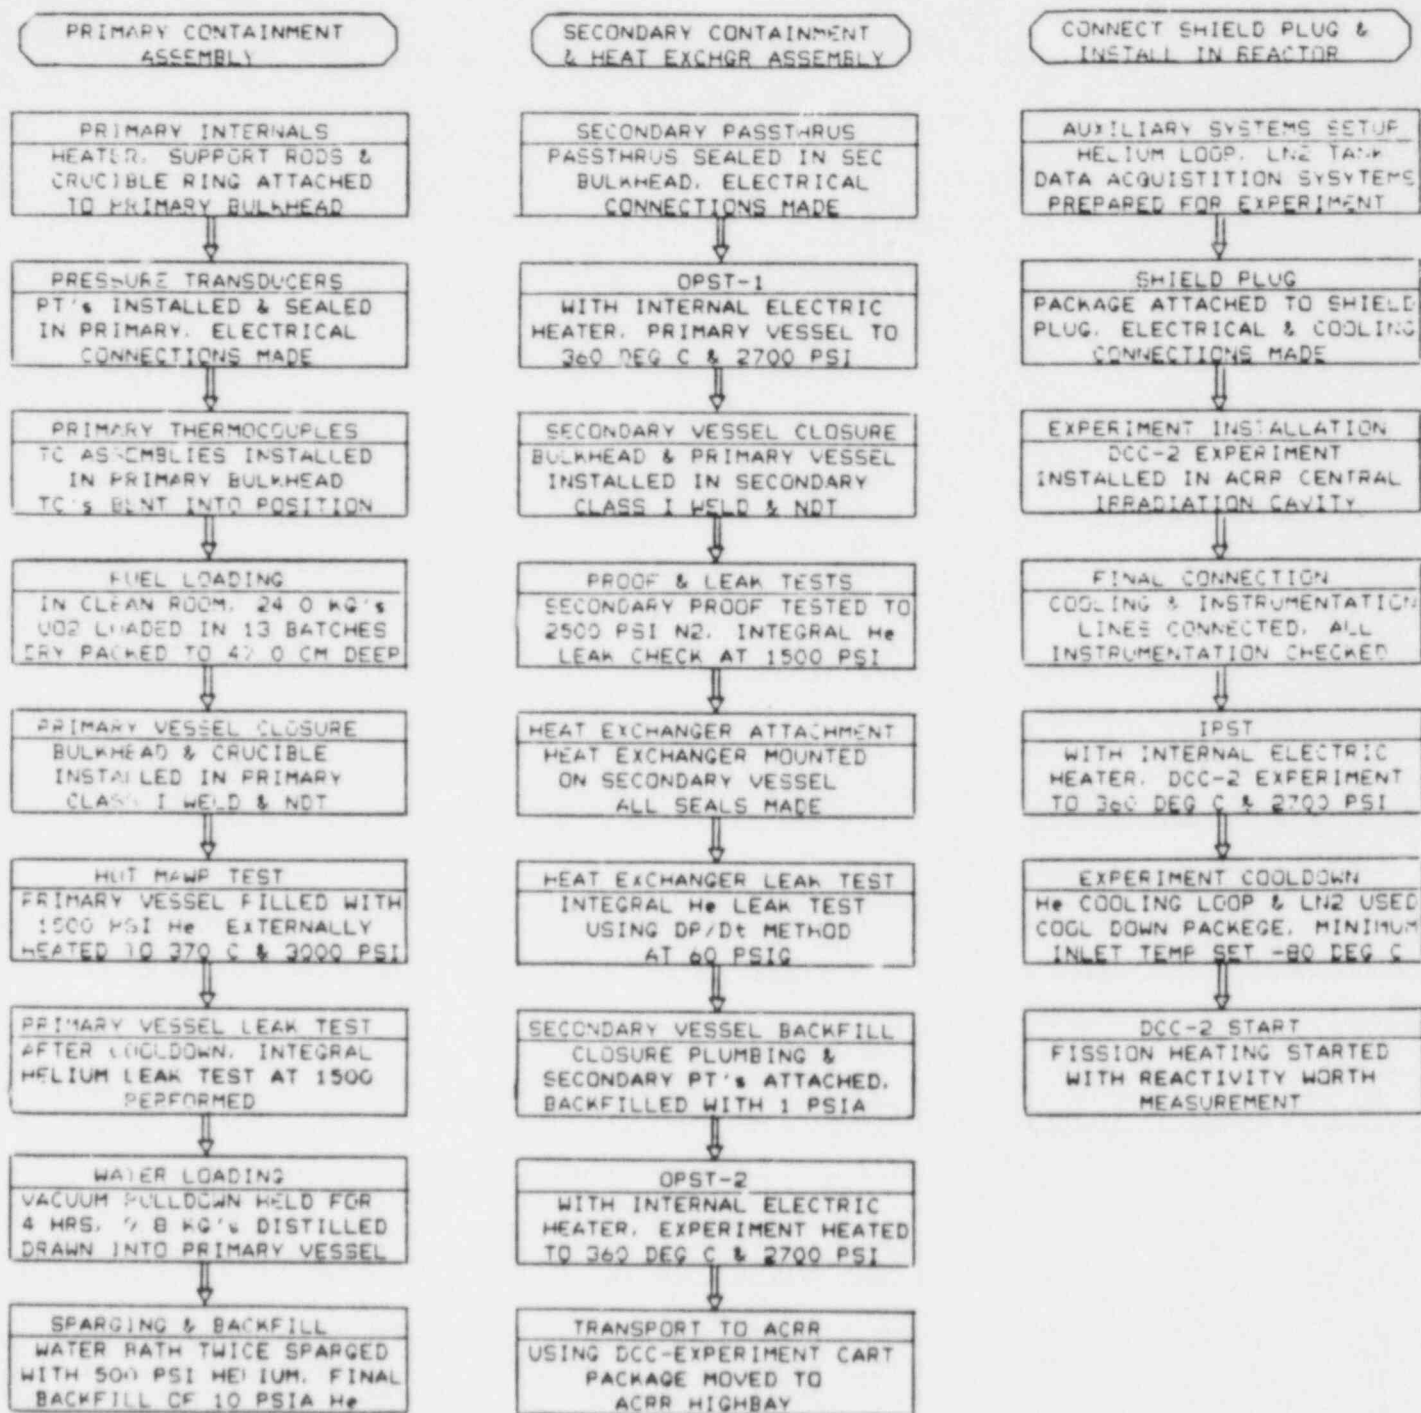 PRIMARY CONTAINMENT
ASSEMBLY
PRIMARY INTERNALS
HEATER, SUPPORT RODS &
CRUCIBLE RING ATTACHED
TO PRIMARY BULKHEAD
PRESSURE TRANSDUCERS
PT's INSTALLED & SEALED
IN PRIMARY. ELECTRICAL
CONNECTIONS MADE
PRIMARY THERMOCOUPLES
TC ASSEMBLIES INSTALLED
IN PRIMARY BULKHEAD
TC's BENT INTO POSITION
FUEL LOADING
IN CLEAN ROOM. 24 0 KG's
UO2 LOADED IN 13 BATCHES
DRY PACKED TO CM DEEP
PRIMARY VESSEL CLOSURE
BULKHEAD & CRUCIBLE
INSTALLED IN PRIMARY
CLASS I WELD & NDT
HOT MAWP TEST
PRIMARY VESSEL FILLED WITH
1500 PSI He EXTERNALLY
HEATED TO 370 C & 3000 PSI
PRIMARY VESSEL LEAK TEST
AFTER COOLDOWN, INTEGRAL
HELIUM LEAK TEST AT 1500
PERFORMED
WATER LOADING
VACUUM PULLDOWN HELD FOR
4 HRS. KG's DISTILLED
DRAWN INTO PRIMARY VESSEL
SPARGING & BACKFILL
WATER BATH TWICE SPARGED
WITH 500 PSI HELIUM. FINAL
BACKFILL OF 10 PSIA He
SECONDARY CONTAINMENT
& HEAT EXCHGR ASSEMBLY
SECONDARY PASSTHRUS
PASSTHRUS SEALED IN SEC
BULKHEAD. ELECTRICAL
CONNECTIONS MADE
OPST-1
WITH INTERNAL ELECTRIC
HEATER. PRIMARY VESSEL TO
360 DEG C & 2700 PSI
SECONDARY VESSEL CLOSURE
BULKHEAD & PRIMARY VESSEL
INSTALLED IN SECONDARY
CLASS I WELD & NDT
PROOF & LEAK TESTS
SECONDARY PROOF TESTED TO
2500 PSI N2. INTEGRAL He
LEAK CHECK AT 1500 PSI
HEAT EXCHANGER ATTACHMENT
HEAT EXCHANGER MOUNTED
ON SECONDARY VESSEL
ALL SEALS MADE
HEAT EXCHANGER LEAK TEST
INTEGRAL He LEAK TEST
USING DP/Dt METHOD
AT 60 PSIG
SECONDARY VESSEL BACKFILL
CLOSURE PLUMBING &
SECONDARY PT's ATTACHED.
BACKFILLED WITH 1 PSIA
OPST-2
WITH INTERNAL ELECTRIC
HEATER. EXPERIMENT HEATED
TO 360 DEG C & 2700 PSI
TRANSPORT TO ACRR
USING DCC-EXPERIMENT CART
PACKAGE MOVED TO
ACRR HIGHBAY
CONNECT SHIELD PLUG &
INSTALL IN REACTOR
AUXILIARY SYSTEMS SETUP
HELIUM LOOP. LN2 TANK
DATA ACQUISTITION SYSYTEMS
PREPARED FOR EXPERIMENT
SHIELD PLUG
PACKAGE ATTACHED TO SHIELD
PLUG. ELECTRICAL & COOLING
CONNECTIONS MADE
EXPERIMENT INSTALLATION
DCC-2 EXPERIMENT
INSTALLED IN ACRR CENTRAL
IRRADIATION CAVITY
FINAL CONNECTION
COOLING & INSTRUMENTATION
LINES CONNECTED. ALL
INSTRUMENTATION CHECKED
IPST
WITH INTERNAL ELECTRIC
HEATER. DCC-2 EXPERIMENT
TO 360 DEG C & 2700 PSI
EXPERIMENT COOLDOWN
He COOLING LOOP & LN2 USED
COOL DOWN PACKEGE. MINIMUM
INLET TEMP SET -80 DEG C
DCC-2 START
FISSION HEATING STARTED
WITH REACTIVITY WORTH
MEASUREMENT